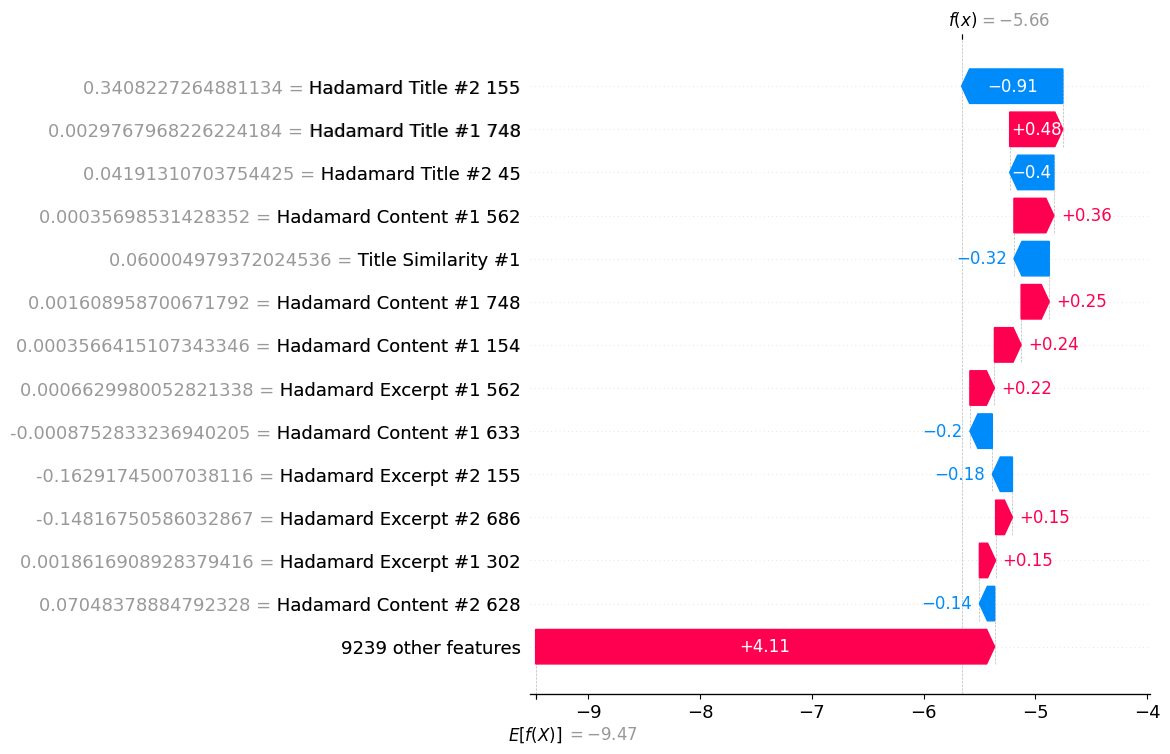 f(x) = −5.66
0.3408227264881134 = Hadamard Title #2 155 −0.91
0.0029767968226224184 = Hadamard Title #1 748 +0.48
0.04191310703754425 = Hadamard Title #2 45 −0.4
0.00035698531428352 = Hadamard Content #1 562 +0.36
0.060004979372024536 = Title Similarity #1 −0.32
0.001608958700671792 = Hadamard Content #1 748 +0.25
0.0003566415107343346 = Hadamard Content #1 154 +0.24
0.0006629980052821338 = Hadamard Excerpt #1 562 +0.22
-0.0008752833236940205 = Hadamard Content #1 633 −0.2
-0.16291745007038116 = Hadamard Excerpt #2 155 −0.18
-0.14816750586032867 = Hadamard Excerpt #2 686 +0.15
0.0018616908928379416 = Hadamard Excerpt #1 302 +0.15
0.07048378884792328 = Hadamard Content #2 628 −0.14
9239 other features +4.11
−9 −8 −7 −6 −5 −4
E[f(X)] = −9.47